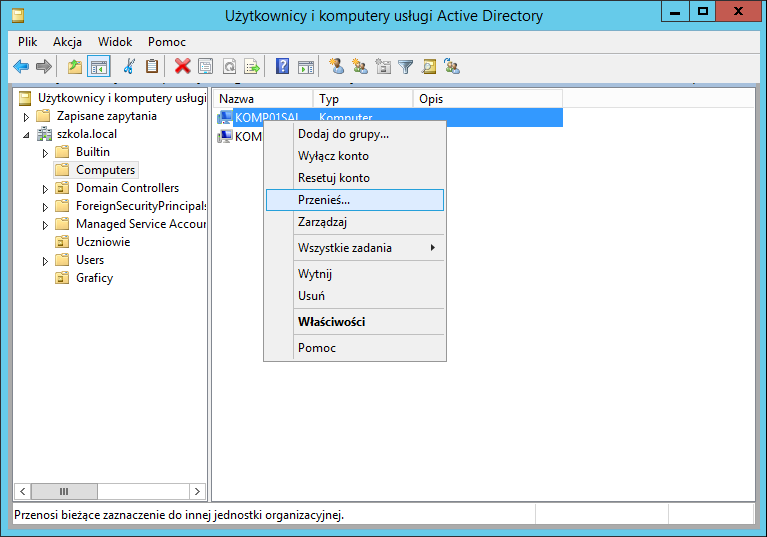 Użytkownicy i komputery usługi Active Directory
Plik Akcja Widok Pomoc
Użytkownicy i komputery usługi
Zapisane zapytania
szkola.local
Builtin
Computers
Domain Controllers
ForeignSecurityPrincipals
Managed Service Accour
Uczniowie
Users
Graficy
Nazwa Typ Opis
KOMP01SAL Komputer
KOM
Dodaj do grupy...
Wyłącz konto
Resetuj konto
Przenieś...
Zarządzaj
Wszystkie zadania
Wytnij
Usuń
Właściwości
Pomoc
Przenosi bieżące zaznaczenie do innej jednostki organizacyjnej.